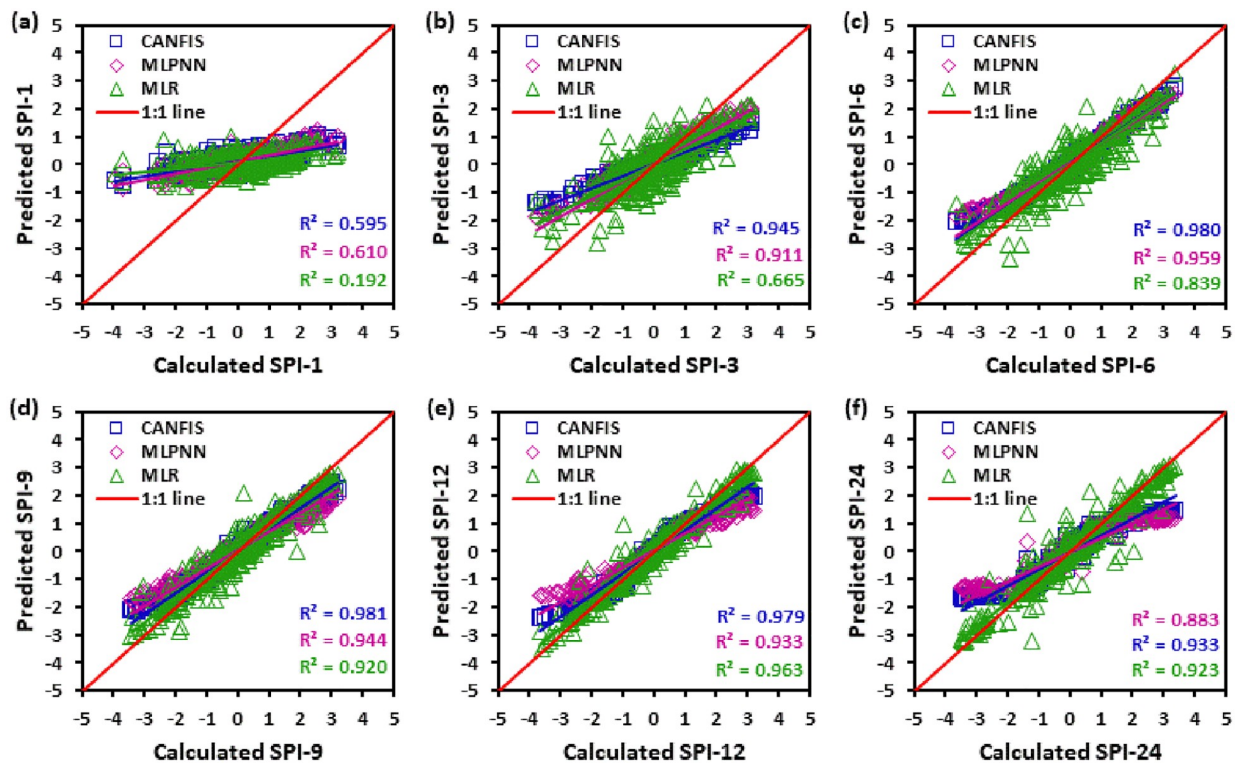 (a)
5
4
3
2
1
0
-1
-2
-3
-4
-5
Predicted SPI-1
CANFIS
MLPNN
MLR
1:1 line
R² = 0.595
R² = 0.610
R² = 0.192
-5 -4 -3 -2 -1 0 1 2 3 4 5
Calculated SPI-1
(b)
5
4
3
2
1
0
-1
-2
-3
-4
-5
Predicted SPI-3
CANFIS
MLPNN
MLR
1:1 line
R² = 0.945
R² = 0.911
R² = 0.665
-5 -4 -3 -2 -1 0 1 2 3 4 5
Calculated SPI-3
(c)
5
4
3
2
1
0
-1
-2
-3
-4
-5
Predicted SPI-6
CANFIS
MLPNN
MLR
1:1 line
R² = 0.980
R² = 0.959
R² = 0.839
-5 -4 -3 -2 -1 0 1 2 3 4 5
Calculated SPI-6
(d)
5
4
3
2
1
0
-1
-2
-3
-4
-5
Predicted SPI-9
CANFIS
MLPNN
MLR
1:1 line
R² = 0.981
R² = 0.944
R² = 0.920
-5 -4 -3 -2 -1 0 1 2 3 4 5
Calculated SPI-9
(e)
5
4
3
2
1
0
-1
-2
-3
-4
-5
Predicted SPI-12
CANFIS
MLPNN
MLR
1:1 line
R² = 0.979
R² = 0.933
R² = 0.963
-5 -4 -3 -2 -1 0 1 2 3 4 5
Calculated SPI-12
(f)
5
4
3
2
1
0
-1
-2
-3
-4
-5
Predicted SPI-24
CANFIS
MLPNN
MLR
1:1 line
R² = 0.883
R² = 0.933
R² = 0.923
-5 -4 -3 -2 -1 0 1 2 3 4 5
Calculated SPI-24